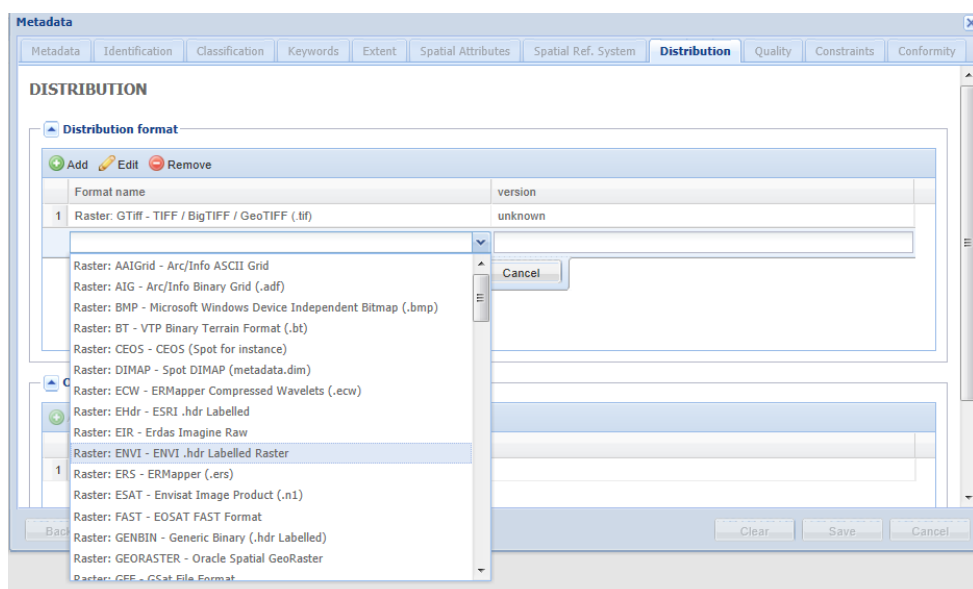 Metadata
Metadata Identification Classification Keywords Extent Spatial Attributes Spatial Ref. System Distribution Quality Constraints Conformity
DISTRIBUTION
Distribution format
Add Edit Remove
Format name version
1 Raster: GTiff - TIFF / BigTIFF / GeoTIFF (.tif) unknown
Cancel
Raster: AAIGrid - Arc/Info ASCII Grid
Raster: AIG - Arc/Info Binary Grid (.adf)
Raster: BMP - Microsoft Windows Device Independent Bitmap (.bmp)
Raster: BT - VTP Binary Terrain Format (.bt)
Raster: CEOS - CEOS (Spot for instance)
Raster: DIMAP - Spot DIMAP (metadata.dim)
Raster: ECW - ERMapper Compressed Wavelets (.ecw)
Raster: EHdr - ESRI .hdr Labelled
Raster: EIR - Erdas Imagine Raw
Raster: ENVI - ENVI .hdr Labelled Raster
1 Raster: ERS - ERMapper (.ers)
Raster: ESAT - Envisat Image Product (.n1)
Raster: FAST - EOSAT FAST Format
Raster: GENBIN - Generic Binary (.hdr Labelled)
Raster: GEORASTER - Oracle Spatial GeoRaster
Raster: GFF - GSat File Format
Clear Save Cancel